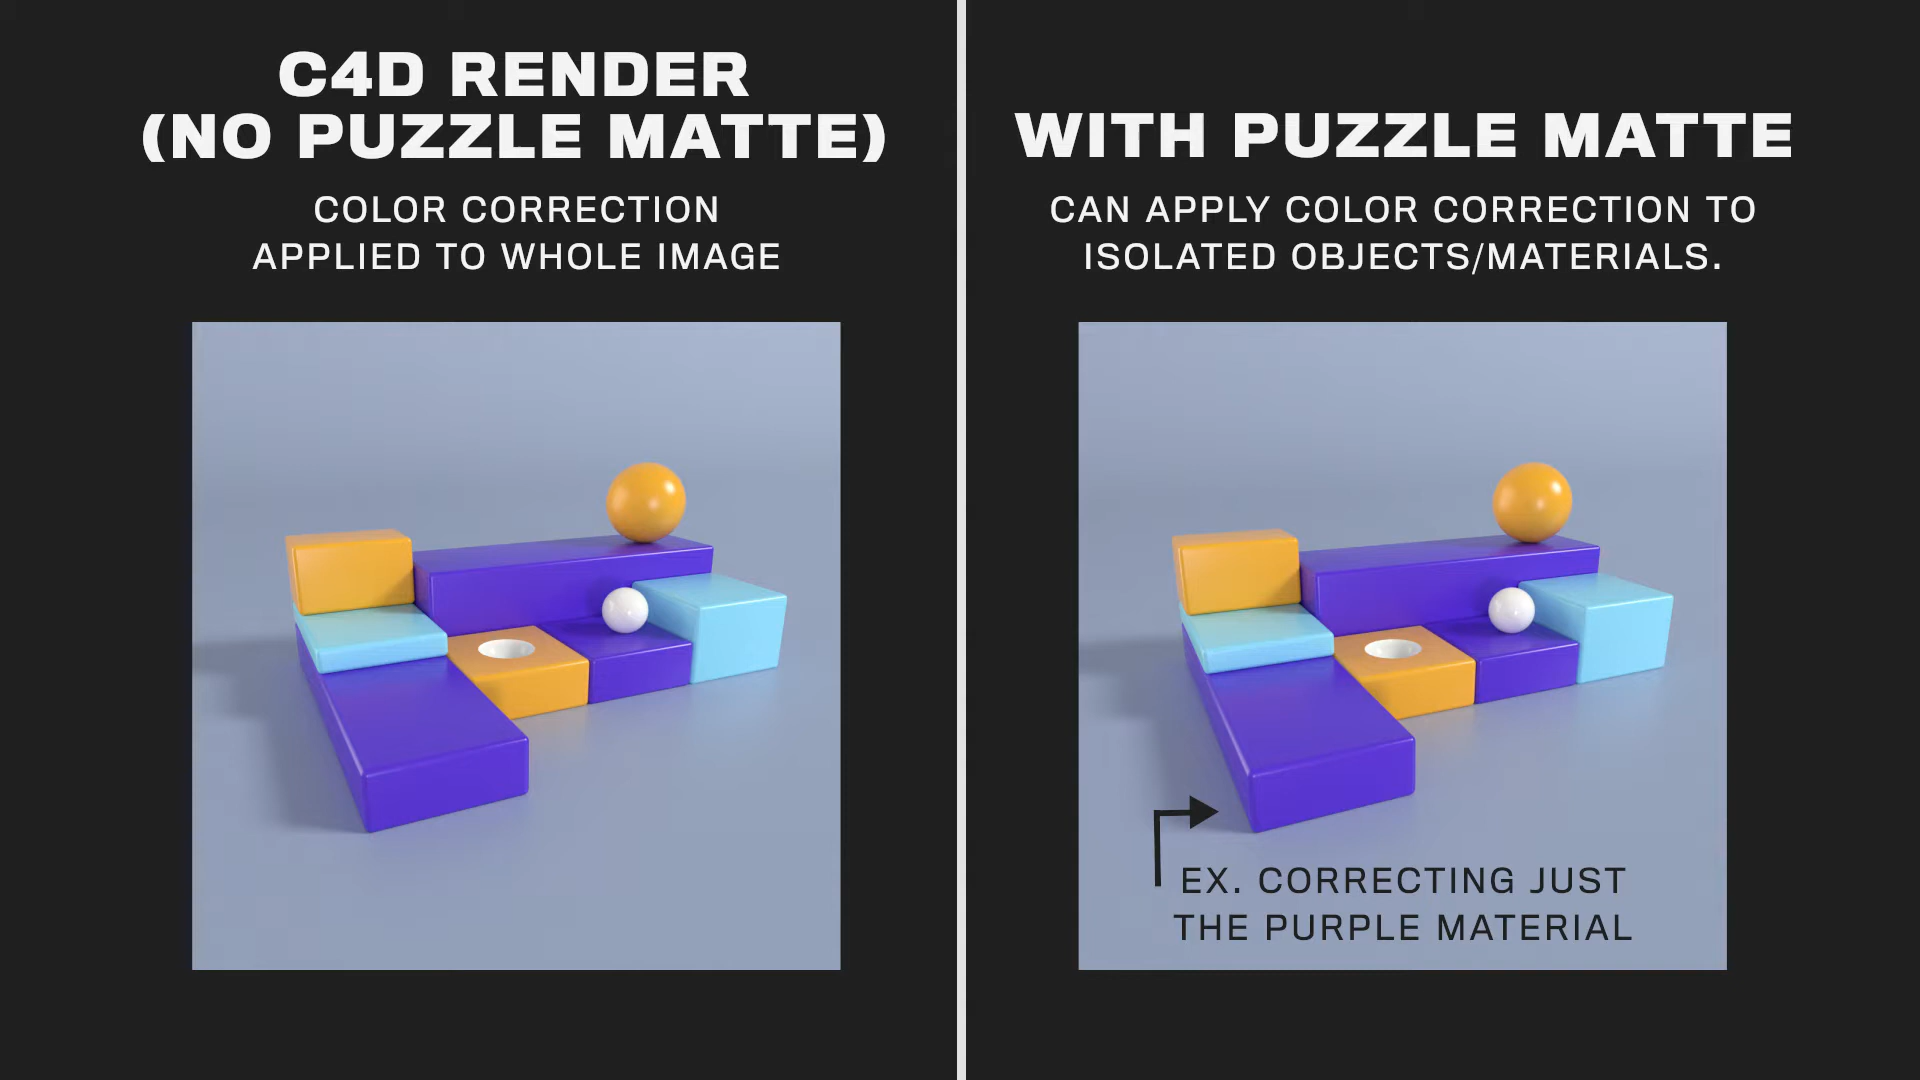 C4D RENDER
(NO PUZZLE MATTE)
COLOR CORRECTION
APPLIED TO WHOLE IMAGE
WITH PUZZLE MATTE
CAN APPLY COLOR CORRECTION TO
ISOLATED OBJECTS/MATERIALS.
EX. CORRECTING JUST
THE PURPLE MATERIAL